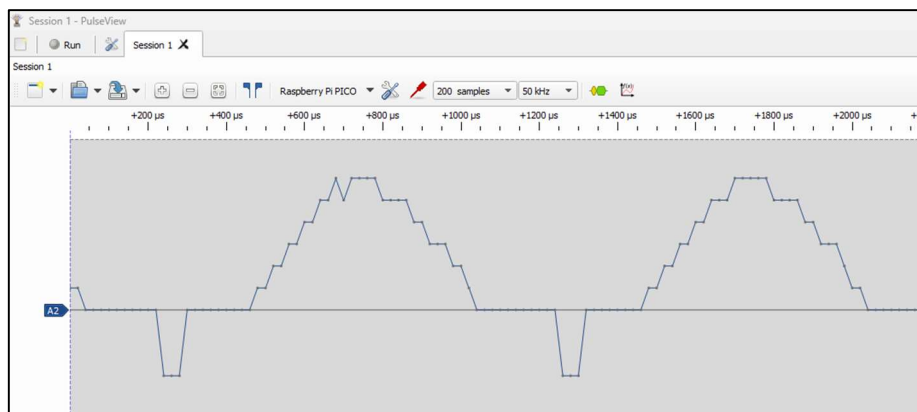 Session 1 - PulseView
Run
Session 1 X
Session 1
Raspberry Pi PICO 200 samples 50 kHz f(x)
+200 µs +400 µs +600 µs +800 µs +1000 µs +1200 µs +1400 µs +1600 µs +1800 µs +2000 µs +
A2